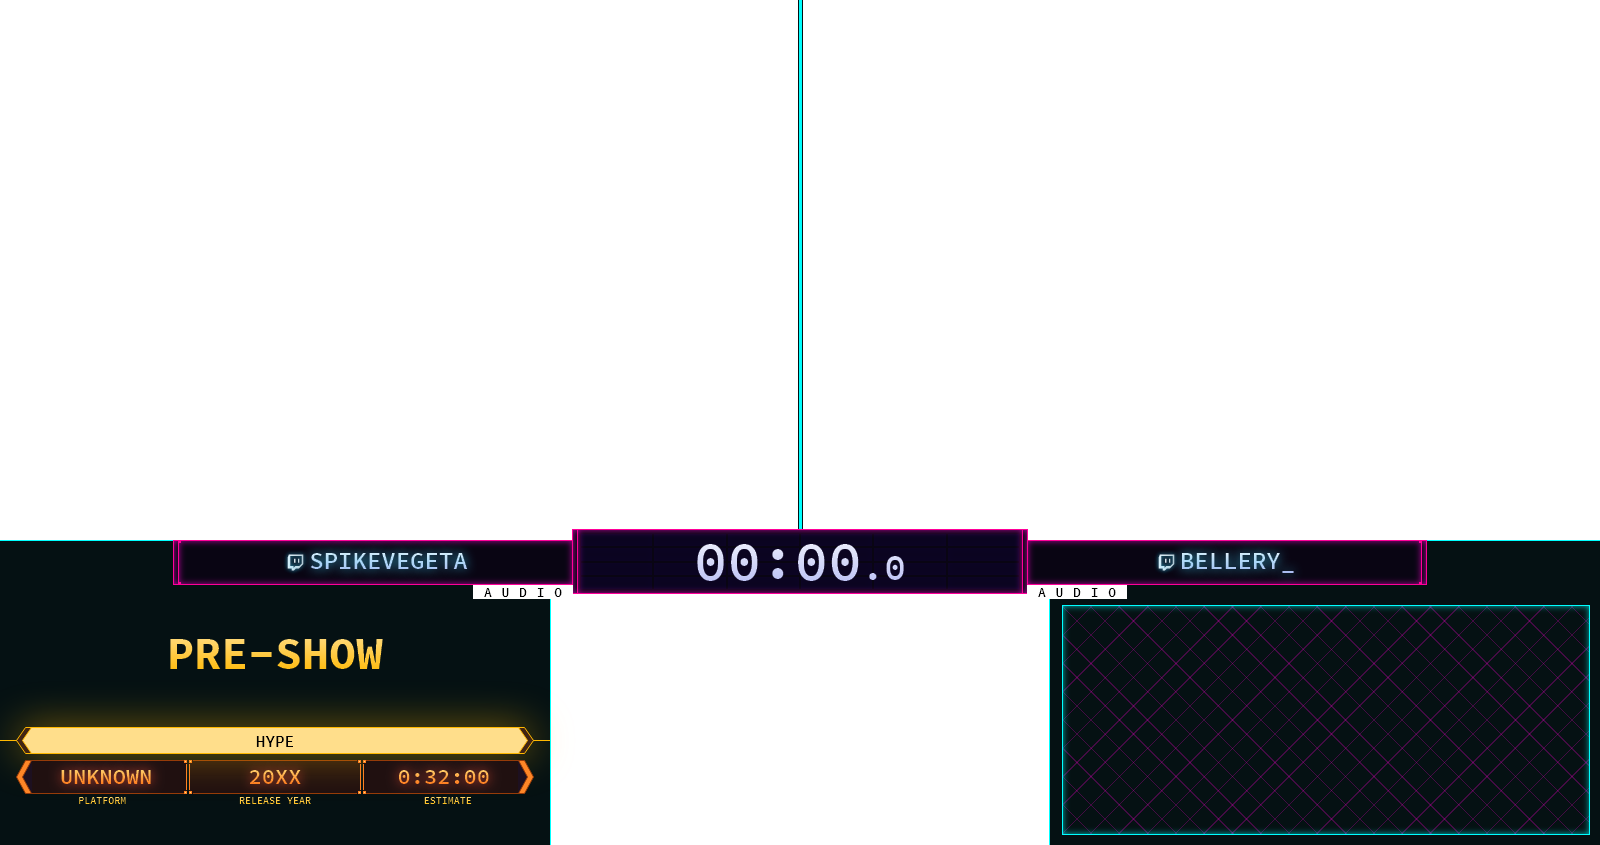 SPIKEVEGETA
00:00.0
BELLERY_
AUDIO
AUDIO
PRE-SHOW
HYPE
UNKNOWN
20XX
0:32:00
PLATFORM
RELEASE YEAR
ESTIMATE